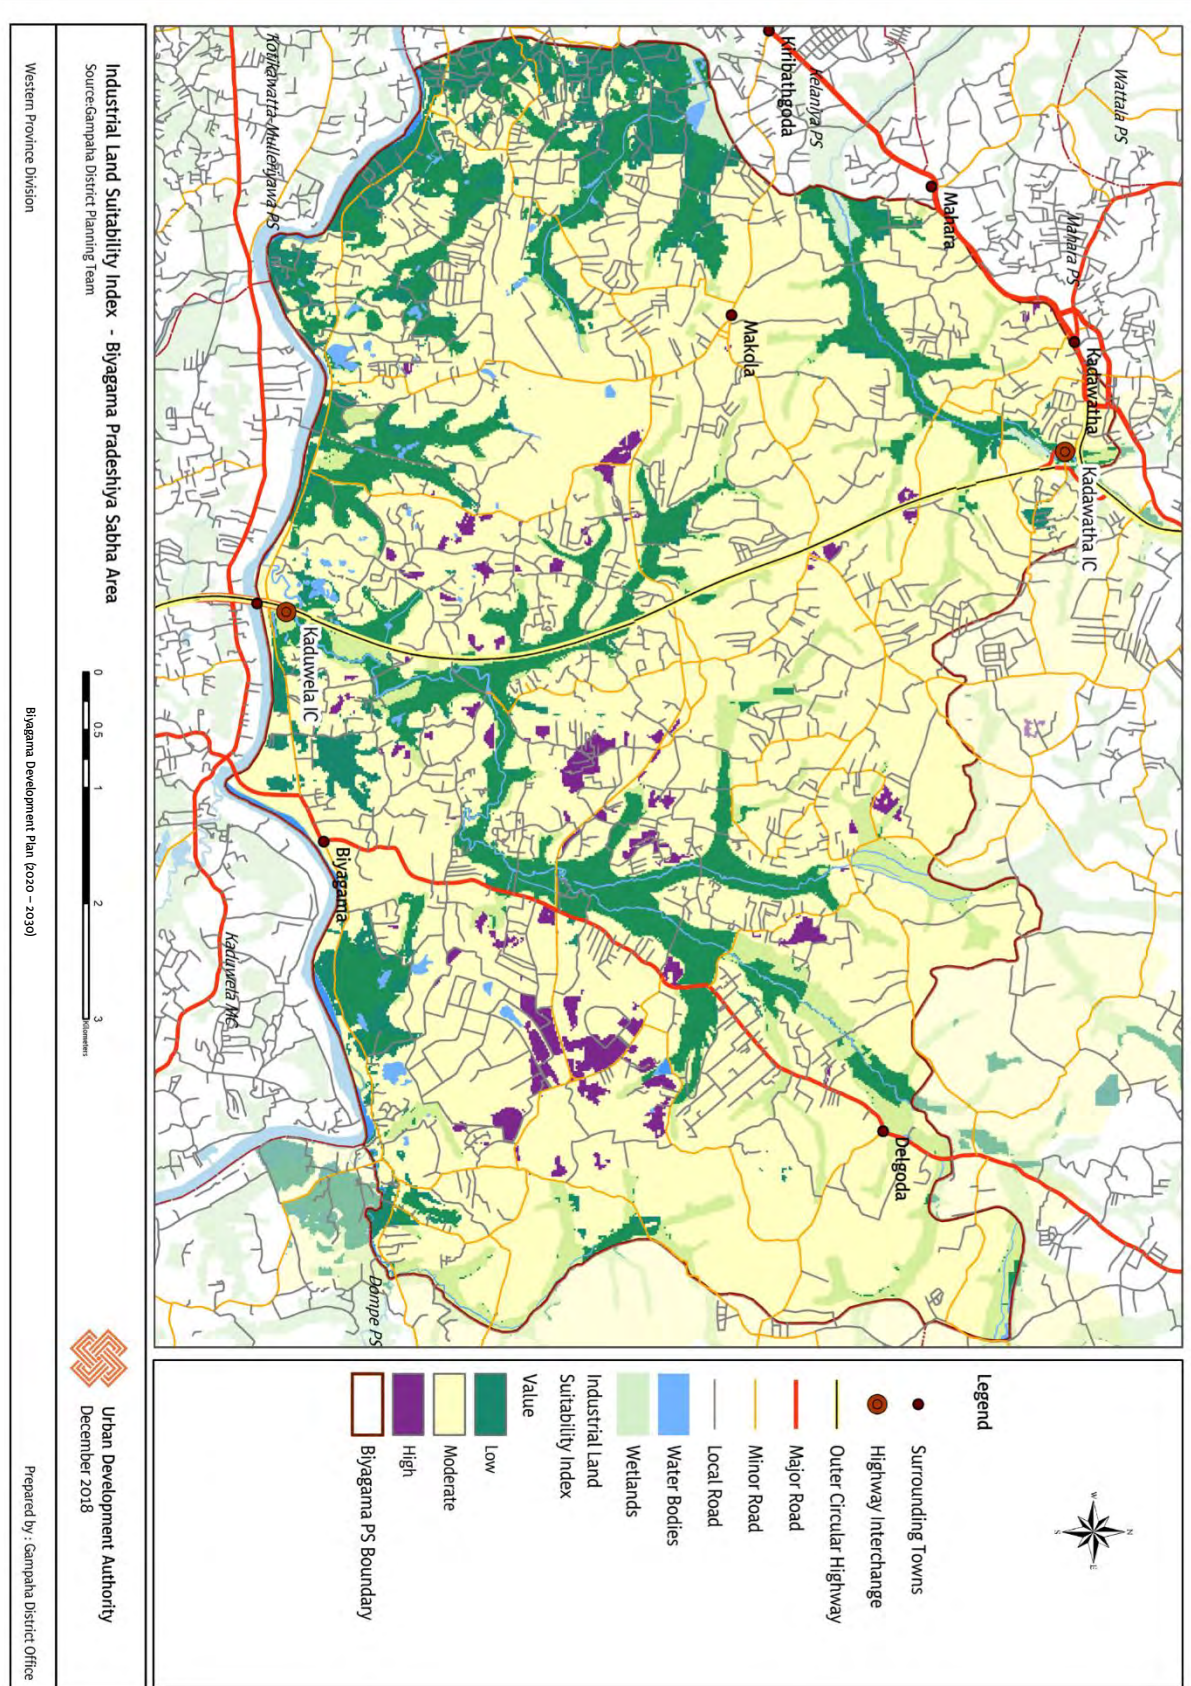 Wattala PS
Kelaniya PS
Kiribathgoda
Mahara
Mahara PS
Kotikawatta-Mulleriyawa PS
Makola
Kadawatha
Kadawatha IC
Kaduwela IC
Biyagama
Kaduwela MC
Delgoda
Dompe PS
Legend
Surrounding Towns
Highway Interchange
Outer Circular Highway
Major Road
Minor Road
Local Road
Water Bodies
Wetlands
Industrial Land
Suitability Index
Value
Low
Moderate
High
Biyagama PS Boundary
N
W
E
S
Industrial Land Suitability Index - Biyagama Pradeshiya Sabha Area
Source:Gampaha District Planning Team
0 0.5 1 2 3
Kilometers
Urban Development Authority
December 2018
Western Province Division
Biyagama Development Plan (2020 – 2030)
Prepared by : Gampaha District Office